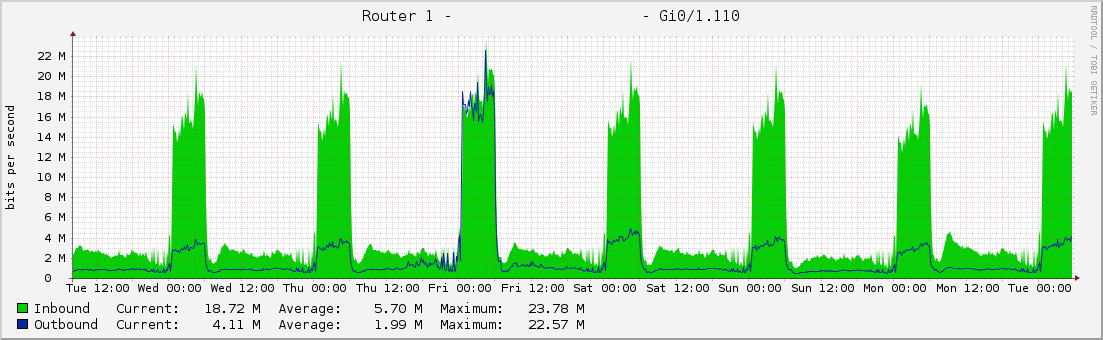 Router 1 - - Gi0/1.110
RRDTOOL / TOBI OETIKER
bits per second
22 M
20 M
18 M
16 M
14 M
12 M
10 M
8 M
6 M
4 M
2 M
0
Tue 12:00 Wed 00:00 Wed 12:00 Thu 00:00 Thu 12:00 Fri 00:00 Fri 12:00 Sat 00:00 Sat 12:00 Sun 00:00 Sun 12:00 Mon 00:00 Mon 12:00 Tue 00:00
Inbound Current: 18.72 M Average: 5.70 M Maximum: 23.78 M
Outbound Current: 4.11 M Average: 1.99 M Maximum: 22.57 M